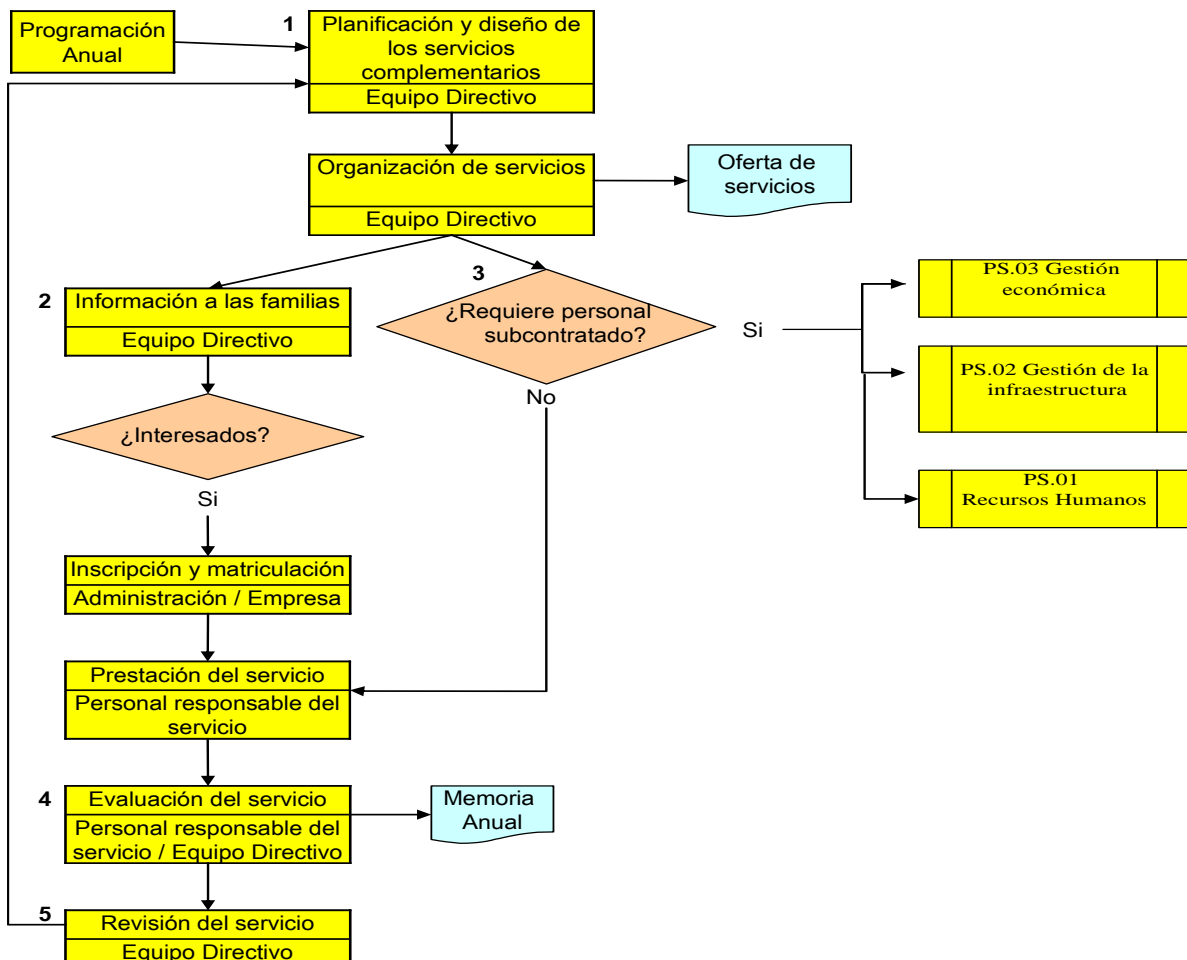 Programación
Anual
1
Planificación y diseño de
los servicios
complementarios
Equipo Directivo
Organización de servicios
Equipo Directivo
Oferta de
servicios
2
Información a las familias
Equipo Directivo
3
¿Requiere personal
subcontratado?
Si
PS.03 Gestión
económica
PS.02 Gestión de la
infraestructura
PS.01
Recursos Humanos
No
¿Interesados?
Si
Inscripción y matriculación
Administración / Empresa
Prestación del servicio
Personal responsable del
servicio
4
Evaluación del servicio
Personal responsable del
servicio / Equipo Directivo
Memoria
Anual
5
Revisión del servicio
Equipo Directivo